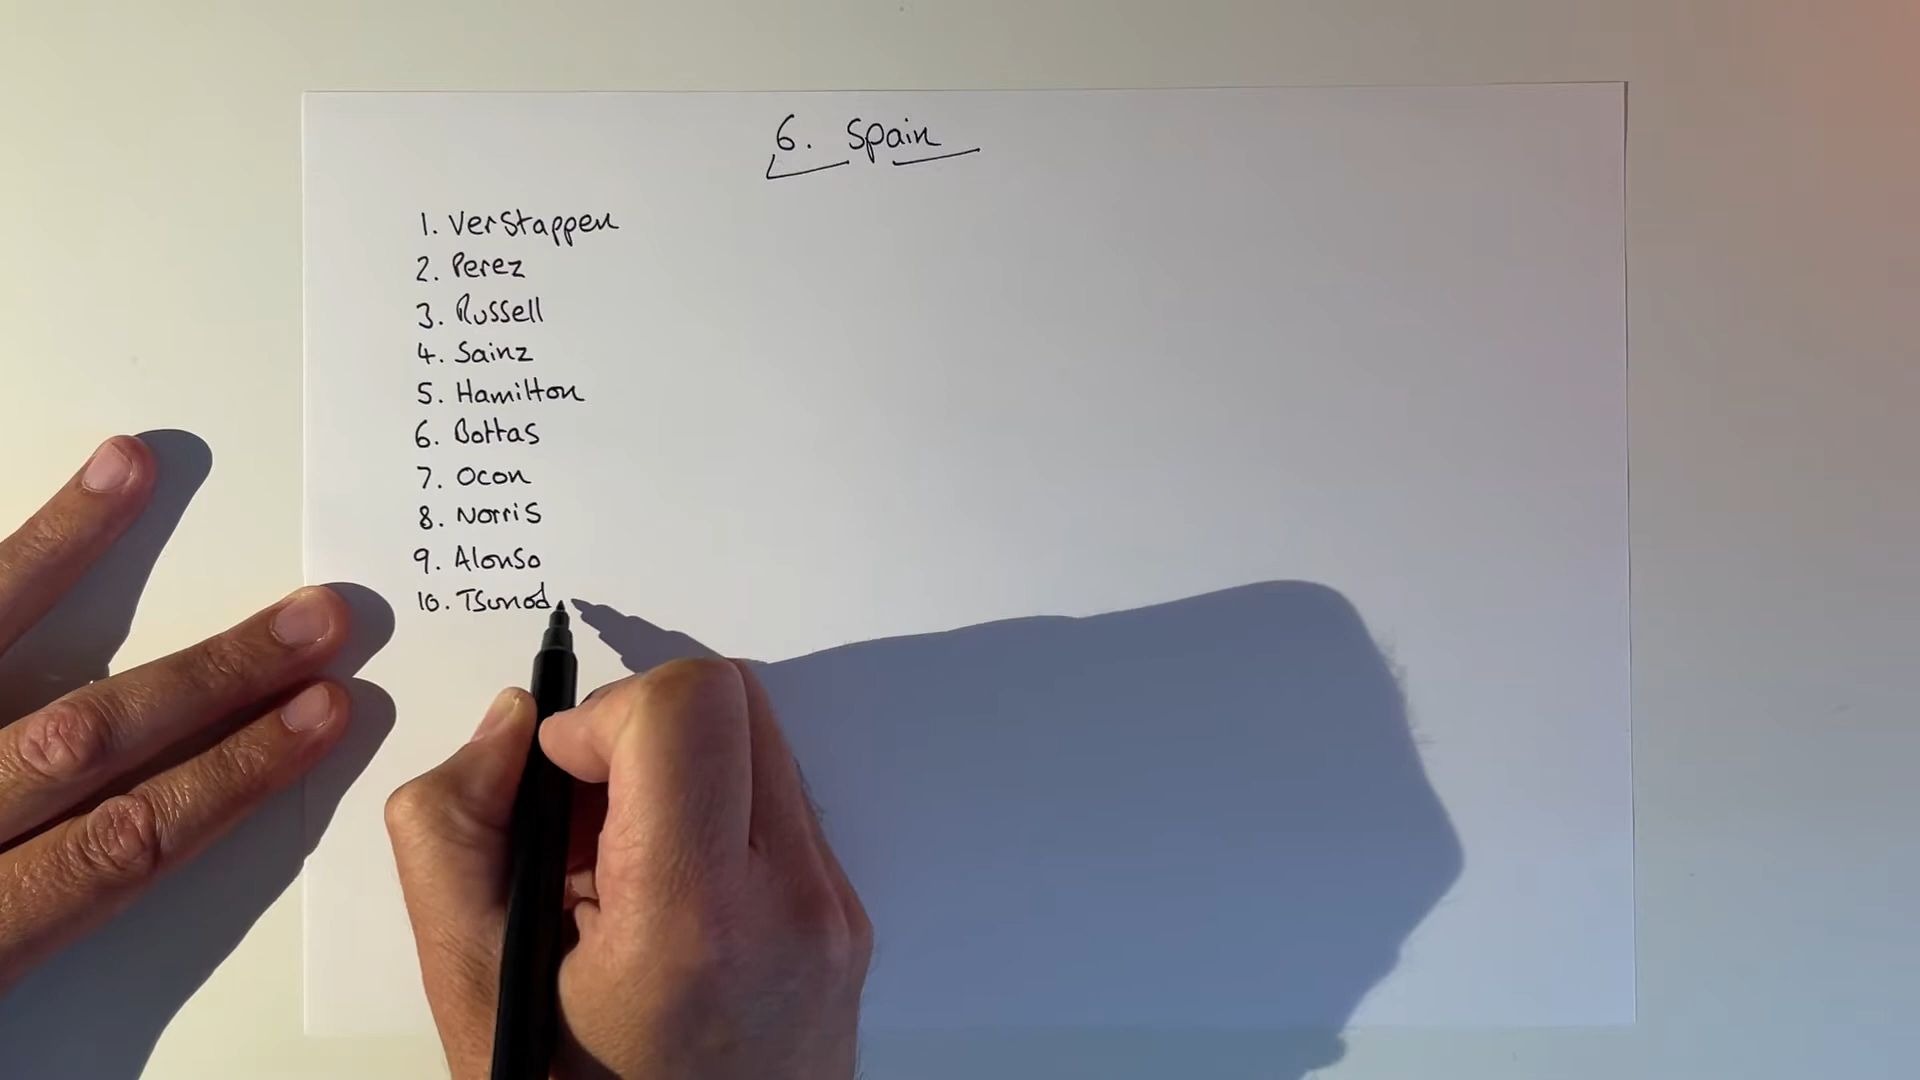 6. Spain
1. Verstappen
2. Perez
3. Russell
4. Sainz
5. Hamilton
6. Bottas
7. Ocon
8. Norris
9. Alonso
10. Tsunod